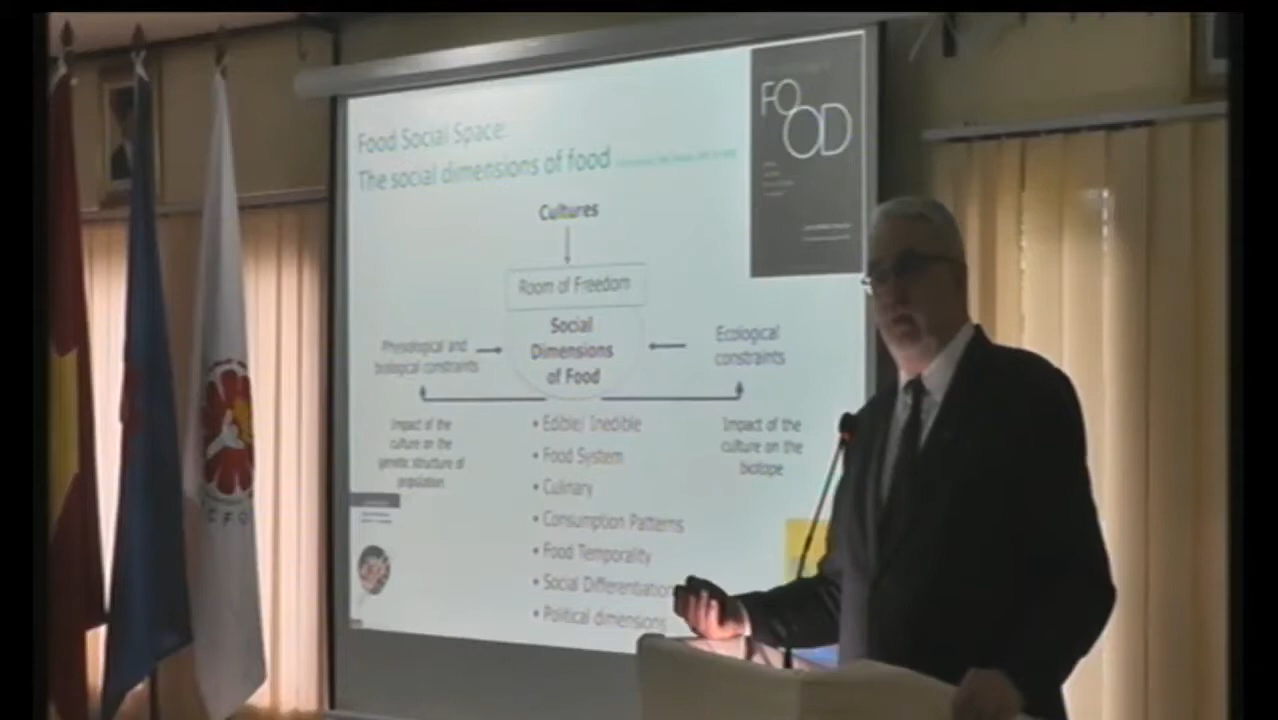 Food Social Space:
The social dimensions of food
FOOD
Cultures
Room of Freedom
Social
Dimensions
of Food
Physiological and
biological constraints
Ecological
constraints
Impact of the
culture on the
genetic structure of
population
Impact of the
culture on the
biotope
• Edible/ Inedible
• Food System
• Culinary
• Consumption Patterns
• Food Temporality
• Social Differentiation
• Political dimensions